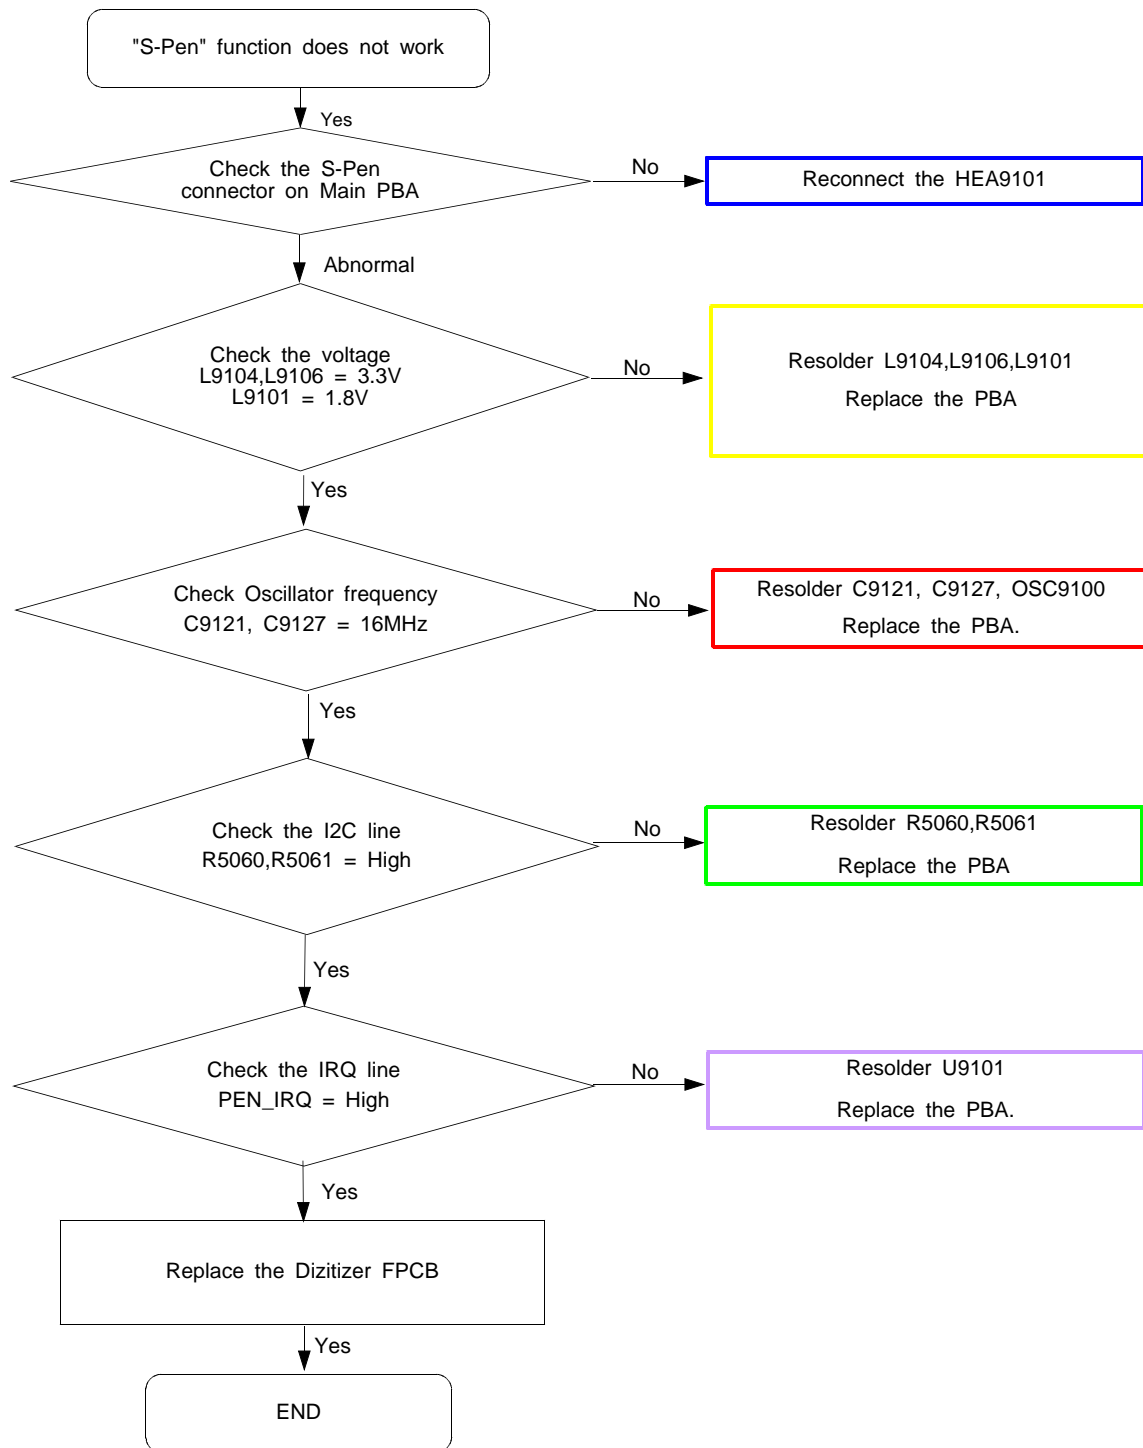 "S-Pen" function does not work
Yes
Check the S-Pen
connector on Main PBA
No
Reconnect the HEA9101
Abnormal
Check the voltage
L9104,L9106 = 3.3V
L9101 = 1.8V
No
Resolder L9104,L9106,L9101
Replace the PBA
Yes
Check Oscillator frequency
C9121, C9127 = 16MHz
No
Resolder C9121, C9127, OSC9100
Replace the PBA.
Yes
Check the I2C line
R5060,R5061 = High
No
Resolder R5060,R5061
Replace the PBA
Yes
Check the IRQ line
PEN_IRQ = High
No
Resolder U9101
Replace the PBA.
Yes
Replace the Dizitizer FPCB
Yes
END